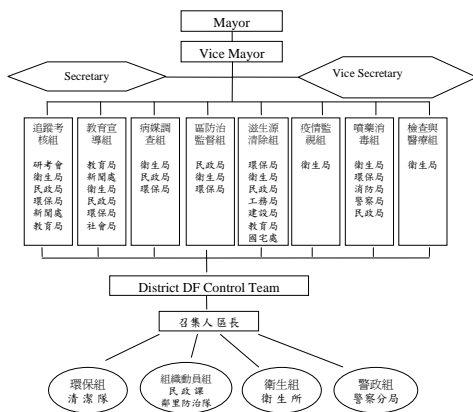 Mayor
Vice Mayor
Secretary
Vice Secretary
追蹤考
核組
研考會
衛生局
民政局
環保局
新聞處
教育局
教育宣
導組
教育局
新聞處
衛生局
民政局
環保局
社會局
病媒調
查組
衛生局
民政局
環保局
區防治
監督組
民政局
衛生局
環保局
滋生源
清除組
環保局
衛生局
民政局
工務局
建設局
教育局
國宅處
疫情監
視組
衛生局
噴藥消
毒組
衛生局
環保局
消防局
警察局
民政局
檢查與
醫療組
衛生局
District DF Control Team
召集人區長
環保組
清潔隊
組織動員組
民政課
鄰里防治隊
衛生組
衛生所
警政組
警察分局